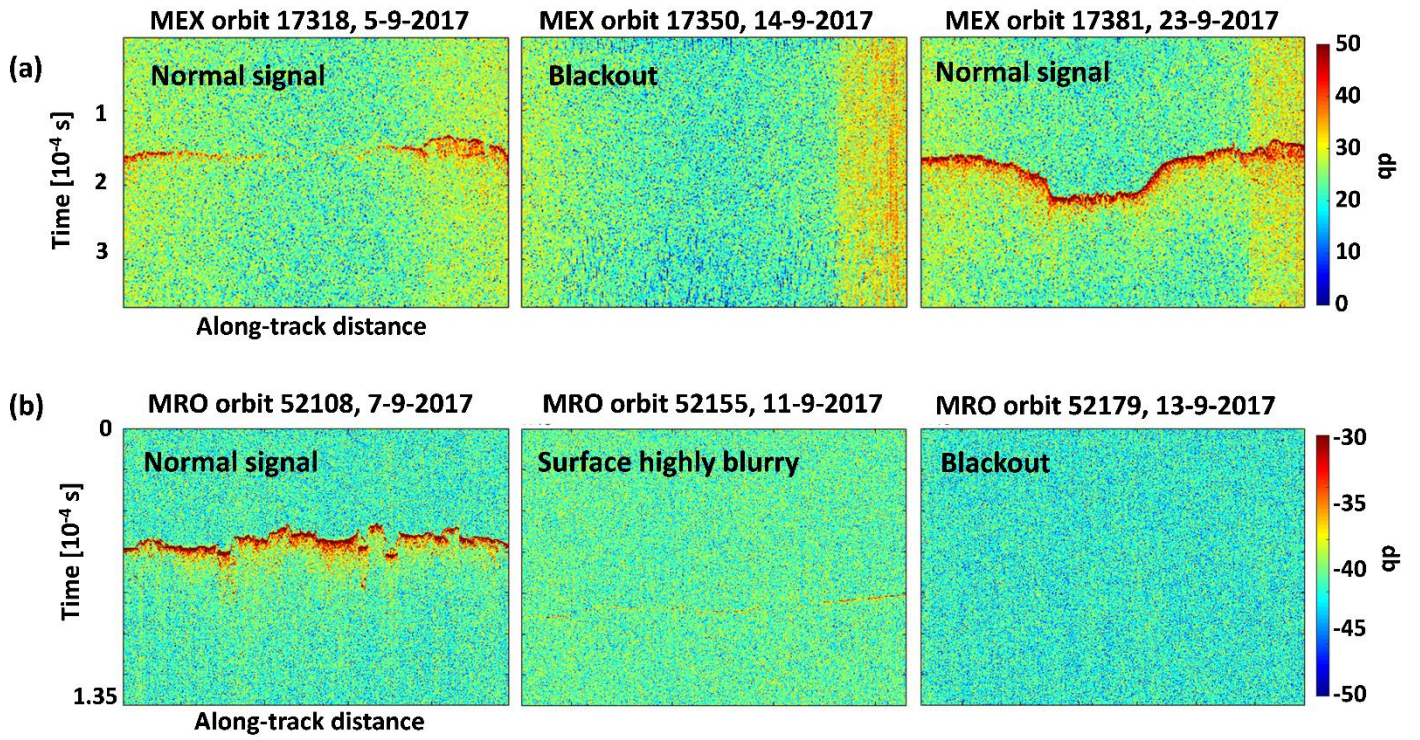 MEX orbit 17318, 5-9-2017
MEX orbit 17350, 14-9-2017
MEX orbit 17381, 23-9-2017
(a)
Normal signal
Blackout
Normal signal
Time [10⁻⁴ s]
1
2
3
Along-track distance
50
40
30
20
10
0
db
(b)
MRO orbit 52108, 7-9-2017
MRO orbit 52155, 11-9-2017
MRO orbit 52179, 13-9-2017
Normal signal
Surface highly blurry
Blackout
Time [10⁻⁴ s]
0
1.35
Along-track distance
-30
-35
-40
-45
-50
db